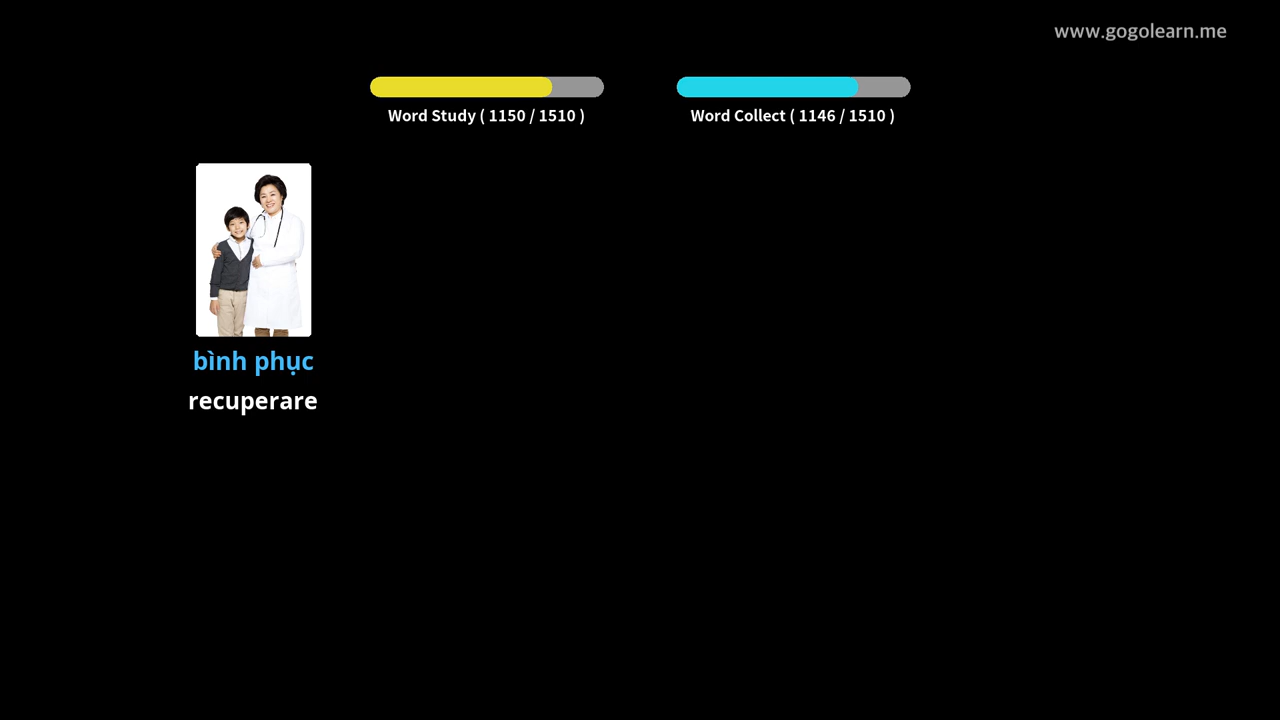 www.gogolearn.me
Word Study ( 1150 / 1510 )
Word Collect ( 1146 / 1510 )
bình phục
recuperare